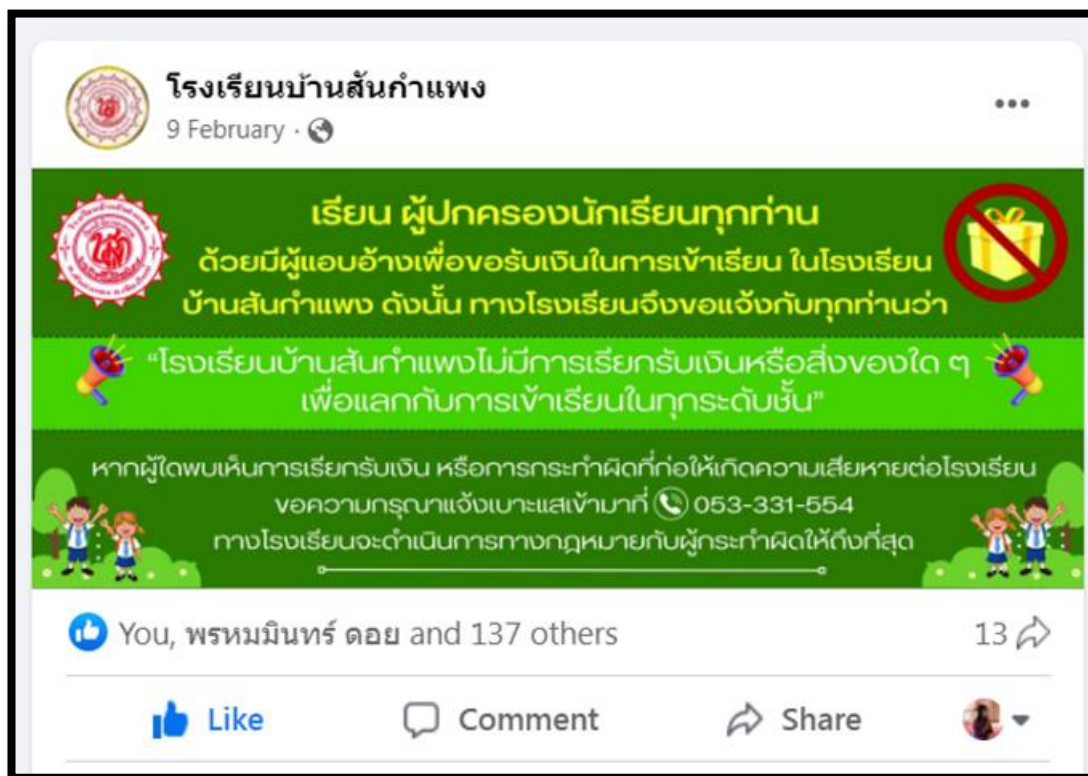 โรงเรียนบ้านสันกำแพง
9 February ·
เรียน ผู้ปกครองนักเรียนทุกท่าน
ด้วยมีผู้แอบอ้างเพื่อขอรับเงินในการเข้าเรียน ในโรงเรียน
บ้านสันกำแพง ดังนั้น ทางโรงเรียนจึงขอแจ้งกับทุกท่านว่า
“โรงเรียนบ้านสันกำแพงไม่มีการเรียกรับเงินหรือสิ่งของใด ๆ
เพื่อแลกกับการเข้าเรียนในทุกระดับชั้น”
หากผู้ใดพบเห็นการเรียกรับเงิน หรือการกระทำผิดที่ก่อให้เกิดความเสียหายต่อโรงเรียน
ขอความกรุณาแจ้งเบาะแสเข้ามาที่ 053-331-554
ทางโรงเรียนจะดำเนินการทางกฎหมายกับผู้กระทำผิดให้ถึงที่สุด
You, พรหมมินทร์ ดอย and 137 others
13
Like Comment Share